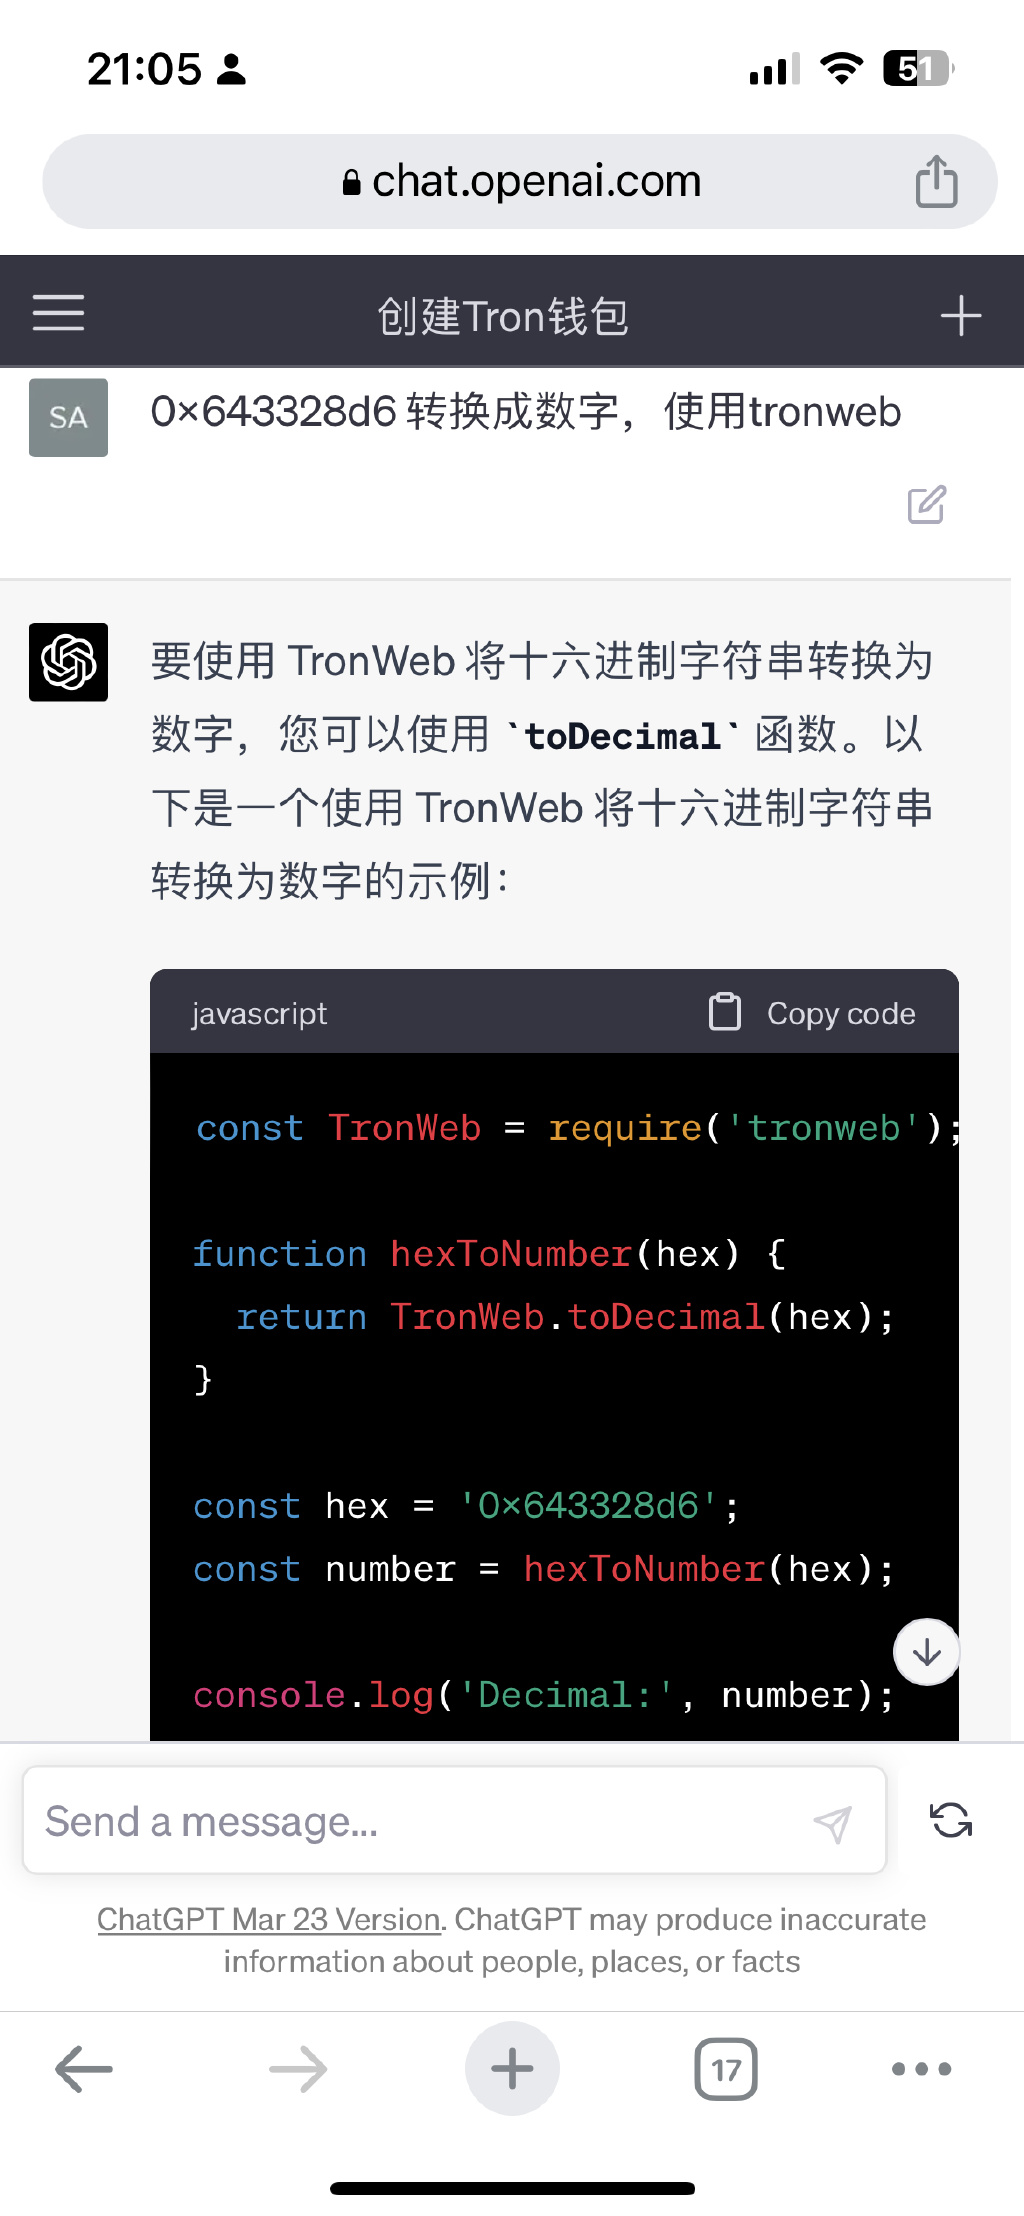 21:05
51
chat.openai.com
创建Tron钱包
SA
0x643328d6 转换成数字，使用tronweb
要使用 TronWeb 将十六进制字符串转换为
数字，您可以使用 `toDecimal` 函数。以
下是一个使用 TronWeb 将十六进制字符串
转换为数字的示例：
javascript
Copy code
const TronWeb = require('tronweb');
function hexToNumber(hex) {
return TronWeb.toDecimal(hex);
}
const hex = '0x643328d6';
const number = hexToNumber(hex);
console.log('Decimal:', number);
Send a message...
ChatGPT Mar 23 Version. ChatGPT may produce inaccurate
information about people, places, or facts
17